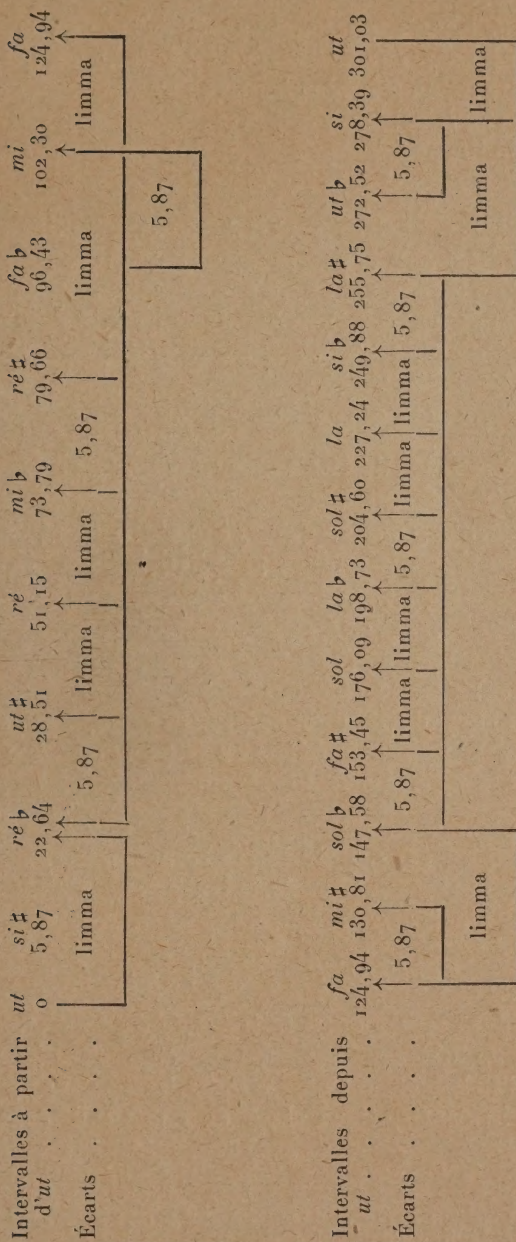 Intervalles à partir ut si♯ ré♭ ut♯ ré mi♭ ré♯ fa♭ mi fa
d'ut . . . . 0 5,87 22,64 28,51 51,15 73,79 79,66 96,43 102,30 124,94
Écarts . . . . limma 5,87 limma limma 5,87 limma limma
5,87
Intervalles depuis fa mi♯ sol♭ fa♯ sol la♭ sol♯ la si♭ la♯ ut♭ si ut
ut . . . . . 124,94 130,81 147,58 153,45 176,09 198,73 204,60 227,24 249,88 255,75 272,52 278,39 301,03
Écarts . . . . 5,87 5,87 limma limma 5,87 limma limma 5,87 5,87
limma limma limma